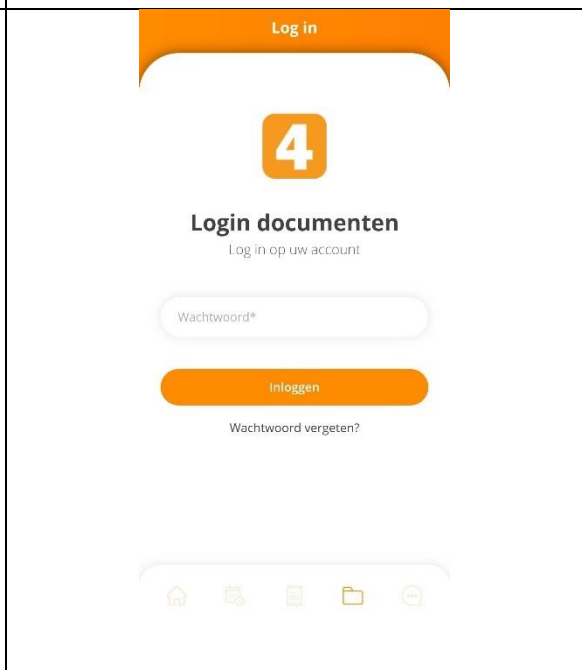 Log in
4
Login documenten
Log in op uw account
Wachtwoord*
Inloggen
Wachtwoord vergeten?